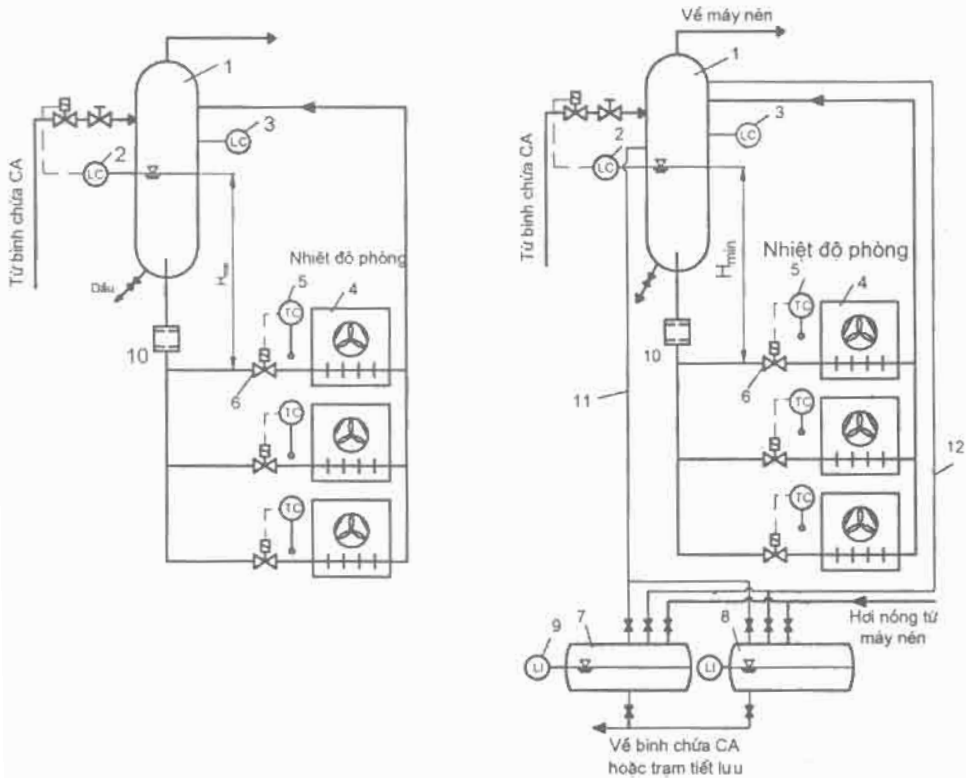 1
3
LC
2
LC
Từ bình chứa CA
Dầu
Nhiệt độ phòng
5
4
TC
10
6
TC
TC
Về máy nén
1
3
LC
2
LC
Từ bình chứa CA
Hmin
Nhiệt độ phòng
5
4
TC
10
6
11
TC
12
TC
Hơi nóng từ
máy nén
9
7
8
LI
LI
Về bình chứa CA
hoặc trạm tiết lưu